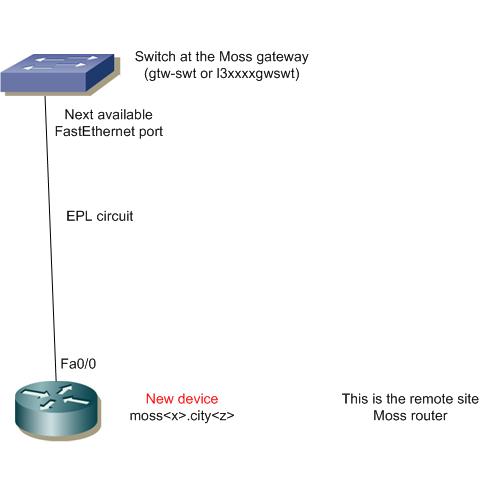 Switch at the Moss gateway
(gtw-swt or l3xxxxgwswt)
Next available
FastEthernet port
EPL circuit
Fa0/0
New device
moss<x>.city<z>
This is the remote site
Moss router